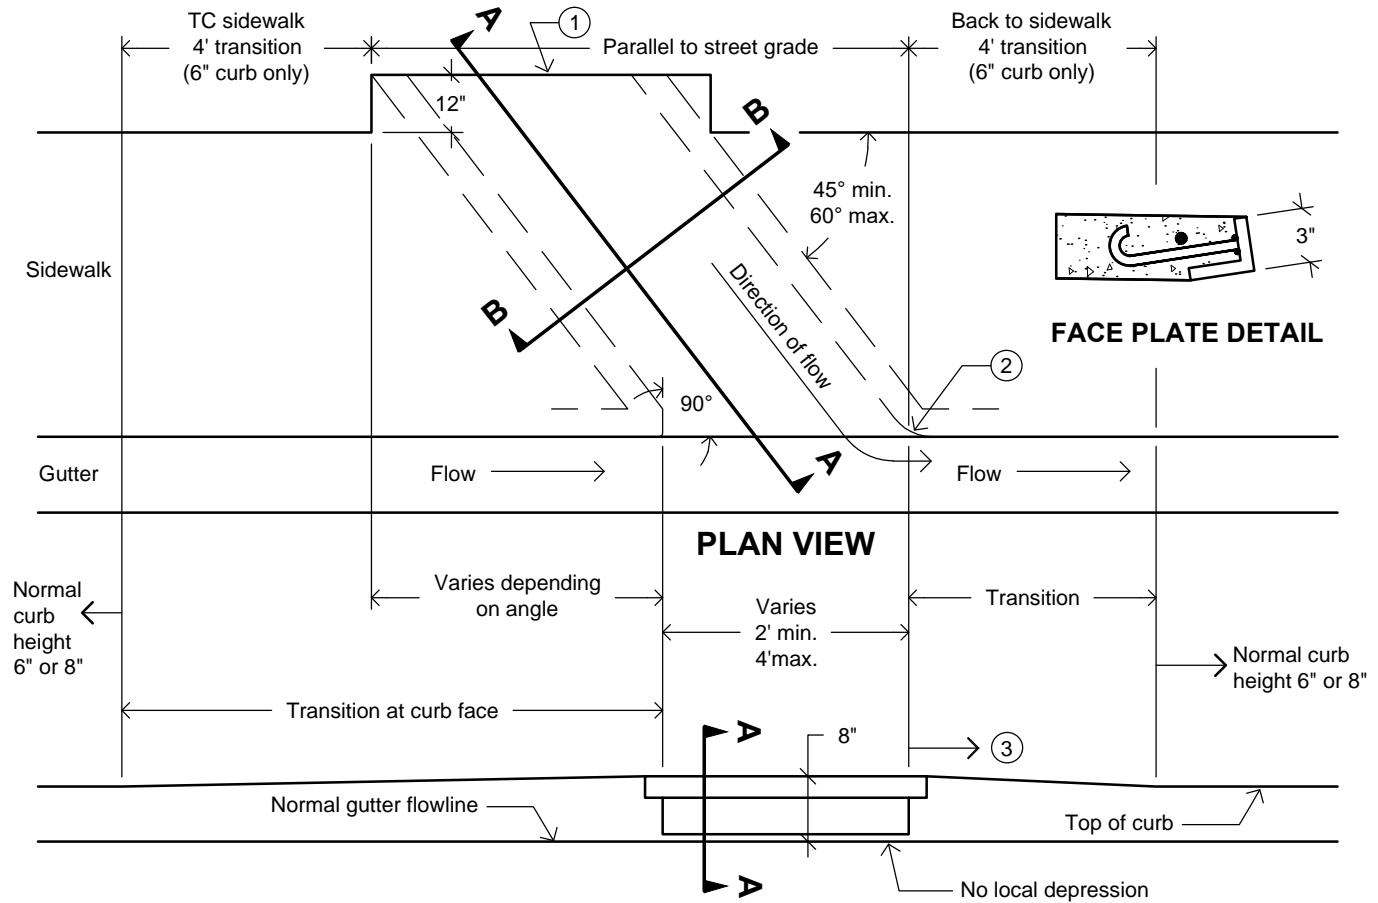 TC sidewalk
4' transition
(6" curb only)
A
1
Parallel to street grade
Back to sidewalk
4' transition
(6" curb only)
12"
B
45° min.
60° max.
3"
Sidewalk
Direction of flow
B
FACE PLATE DETAIL
2
90°
A
Gutter
Flow
Flow
PLAN VIEW
Normal
curb
height
6" or 8"
Varies depending
on angle
Varies
2' min.
4'max.
Transition
Normal curb
height 6" or 8"
Transition at curb face
A
8"
3
Normal gutter flowline
Top of curb
A
No local depression